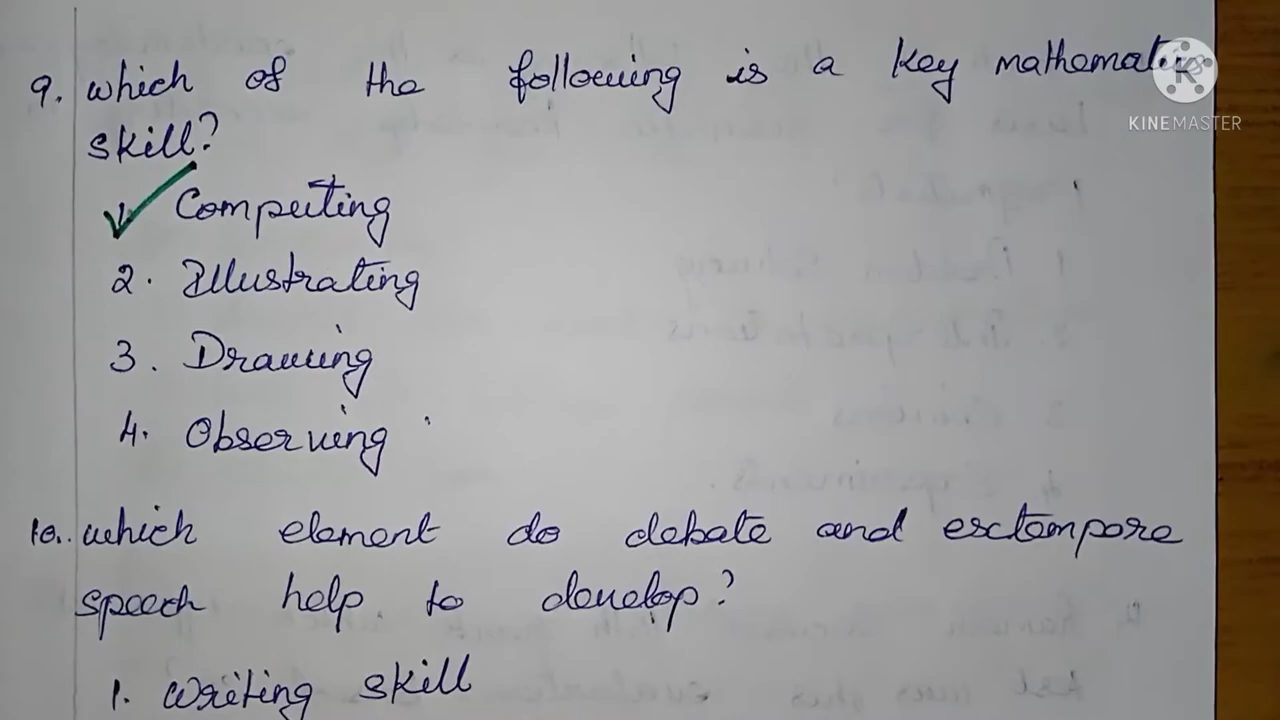 9. which of the following is a key mathematics
KINEMASTER
skill?
Computing
2. Illustrating
3. Drawing
4. Observing
10. which element do debate and extempore
speech help to develop?
1. writing skill